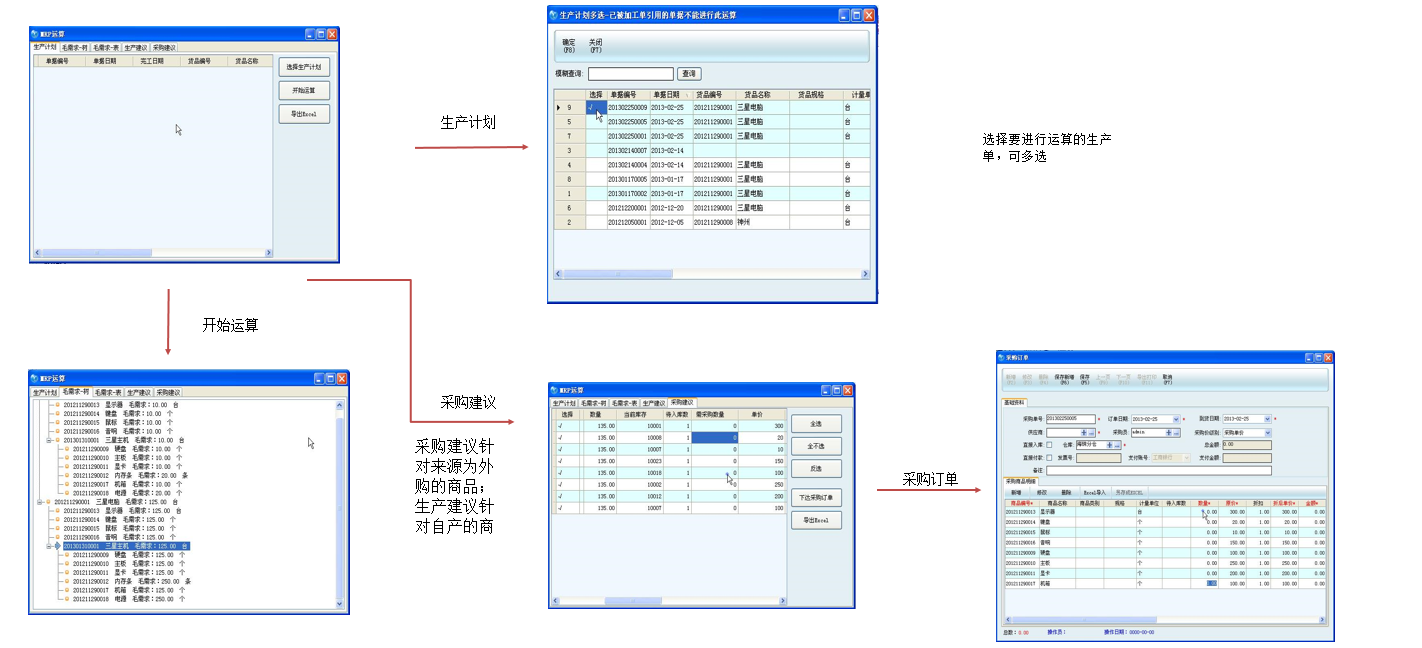 MRP运算
生产计划 毛需求-树 毛需求-表 生产建议 采购建议
单据编号 单据日期 完工日期 货品编号 货品名称
选择生产计划
开始运算
导出Excel
生产计划
生产计划多选-已被加工单引用的单据不能进行此运算
确定 关闭
(F8) (F7)
模糊查询: 查询
选择 单据编号 单据日期 货品编号 货品名称 货品规格 计量单
9 √ 201302250009 2013-02-25 201211290001 三星电脑 台
5 201302250005 2013-02-25 201211290001 三星电脑 台
7 201302250001 2013-02-25 201211290001 三星电脑 台
3 201302140007 2013-02-14
4 201302140004 2013-02-14 201211290001 三星电脑 台
8 201301170005 2013-01-17 201211290001 三星电脑 台
1 201301170002 2013-01-17 201211290001 三星电脑 台
6 201212200001 2012-12-20 201211290001 三星电脑 台
2 201212050001 2012-12-05 201211290008 神州 台
选择要进行运算的生产
单，可多选
开始运算
MRP运算
生产计划 毛需求-树 毛需求-表 生产建议 采购建议
201211290013 显示器 毛需求:10.00 台
201211290014 键盘 毛需求:10.00 个
201211290015 鼠标 毛需求:10.00 个
201211290016 音响 毛需求:10.00 个
201301310001 三星主机 毛需求:10.00 台
201211290009 硬盘 毛需求:10.00 个
201211290010 主板 毛需求:10.00 个
201211290011 显卡 毛需求:10.00 个
201211290012 内存条 毛需求:20.00 条
201211290017 机箱 毛需求:10.00 个
201211290018 电源 毛需求:20.00 个
201211290001 三星电脑 毛需求:125.00 台
201211290013 显示器 毛需求:125.00 台
201211290014 键盘 毛需求:125.00 个
201211290015 鼠标 毛需求:125.00 个
201211290016 音响 毛需求:125.00 个
201301310001 三星主机 毛需求:125.00 台
201211290009 硬盘 毛需求:125.00 个
201211290010 主板 毛需求:125.00 个
201211290011 显卡 毛需求:125.00 个
201211290012 内存条 毛需求:250.00 条
201211290017 机箱 毛需求:125.00 个
201211290018 电源 毛需求:250.00 个
采购建议
采购建议针
对来源为外
购的商品；
生产建议针
对自产的商
MRP运算
生产计划 毛需求-树 毛需求-表 生产建议 采购建议
选择 数量 当前库存 待入库数 需采购数量 单价
√ 135.00 10001 1 0 300
√ 135.00 10008 1 0 20
√ 135.00 10007 1 0 10
√ 135.00 10023 1 0 150
√ 135.00 10018 1 0 100
√ 135.00 10002 1 0 250
√ 135.00 10012 1 0 200
√ 135.00 10007 1 0 100
全选
全不选
反选
下达采购订单
导出Excel
采购订单
采购订单
新增 修改 删除 保存新增 保存 上一页 下一页 导出打印 取消
基础资料
采购单号: 201302250005 * 订单日期: 2013-02-25 * 到货日期: 2013-02-25 *
供应商: * 采购员: admin * 采购价级别: 采购单价
直接入库: 仓库: * 总金额: 0.00
直接付款: 发票号: 支付账号: 支付金额:
备注:
采购商品明细
新增 修改 删除 Excel导入 另存成EXCEL
商品编号* 商品名称 商品类别 规格 计量单位 待入库数 数量* 原价* 折扣 折后单价* 金额*
201211290013 显示器 台 0.00 300.00 1.00 300.00 0.00
201211290014 键盘 个 0.00 20.00 1.00 20.00 0.00
201211290015 鼠标 个 0.00 10.00 1.00 10.00 0.00
201211290016 音响 个 0.00 150.00 1.00 150.00 0.00
201211290009 硬盘 个 0.00 100.00 1.00 100.00 0.00
201211290010 主板 个 0.00 250.00 1.00 250.00 0.00
201211290011 显卡 个 0.00 200.00 1.00 200.00 0.00
201211290017 机箱 个 100.00 1.00 100.00 0.00
总数: 0.00 操作员: 操作日期: 0000-00-00